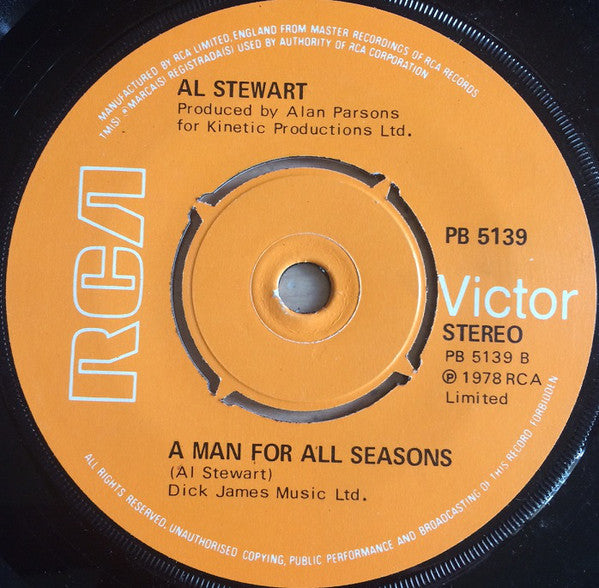 MANUFACTURED BY RCA LIMITED, ENGLAND FROM MASTER RECORDINGS OF RCA RECORDS
TM(S) ® MARCA(S) REGISTRADA(S) USED BY AUTHORITY OF RCA CORPORATION
AL STEWART
Produced by Alan Parsons
for Kinetic Productions Ltd.
RCA
PB 5139
Victor
STEREO
PB 5139 B
Ⓟ 1978 RCA
Limited
A MAN FOR ALL SEASONS
(Al Stewart)
Dick James Music Ltd.
ALL RIGHTS RESERVED. UNAUTHORISED COPYING, PUBLIC PERFORMANCE AND BROADCASTING OF THIS RECORD FORBIDDEN